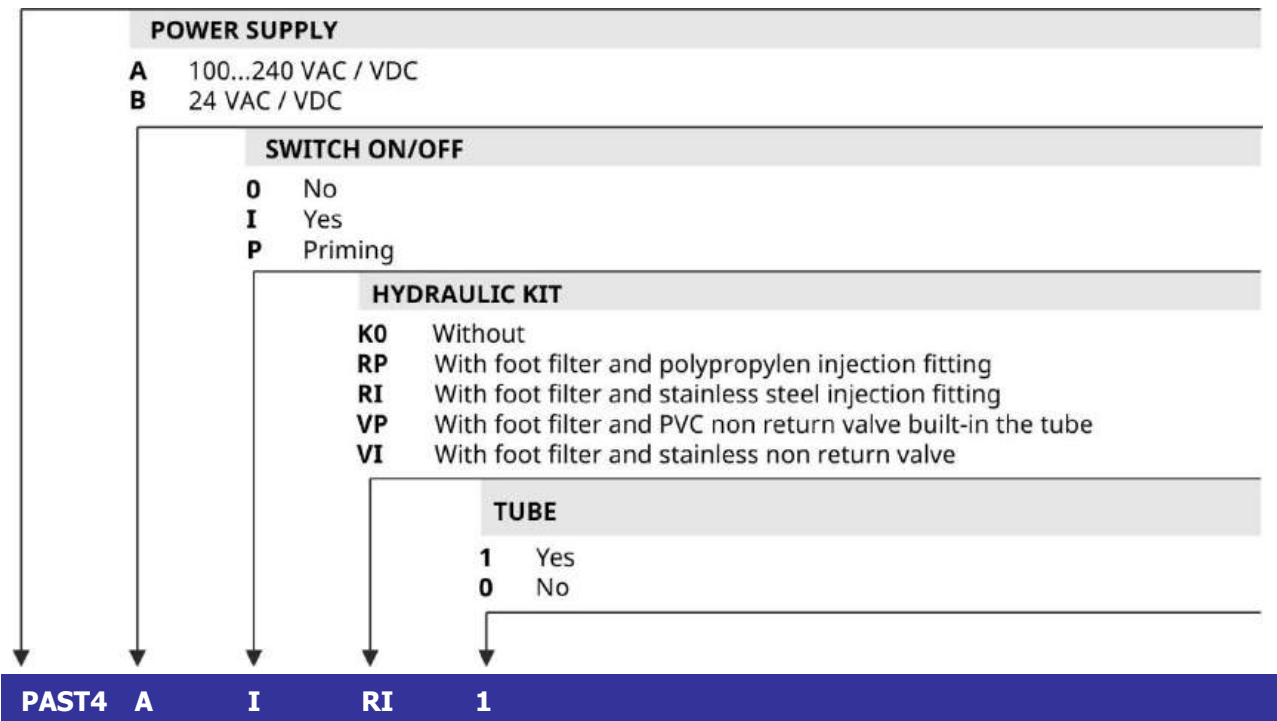 POWER SUPPLY
A 100...240 VAC / VDC
B 24 VAC / VDC
SWITCH ON/OFF
0 No
I Yes
P Priming
HYDRAULIC KIT
K0 Without
RP With foot filter and polypropylen injection fitting
RI With foot filter and stainless steel injection fitting
VP With foot filter and PVC non return valve built-in the tube
VI With foot filter and stainless non return valve
TUBE
1 Yes
0 No
PAST4 A I RI 1